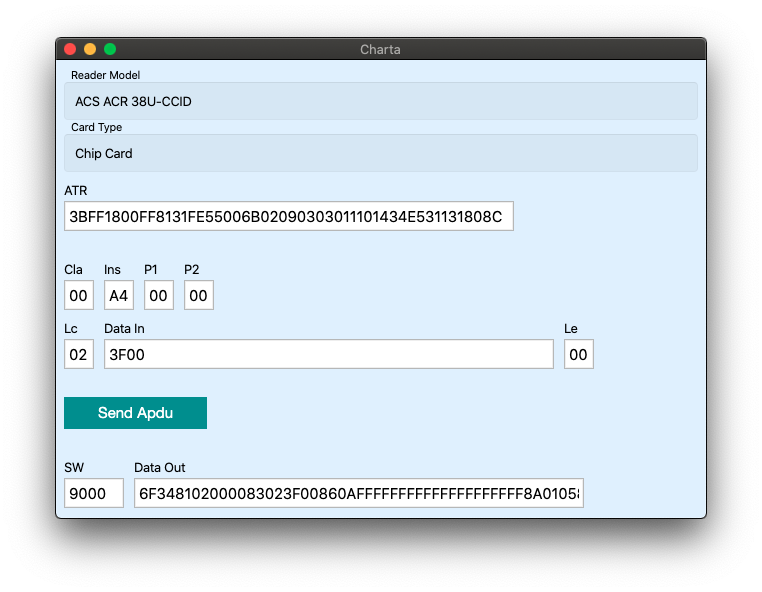 Charta
Reader Model
ACS ACR 38U-CCID
Card Type
Chip Card
ATR
3BFF1800FF8131FE55006B02090303011101434E531131808C
Cla Ins P1 P2
00 A4 00 00
Lc Data In Le
02 3F00 00
Send Apdu
SW Data Out
9000 6F348102000083023F00860AFFFFFFFFFFFFFFFFFFFF8A0105